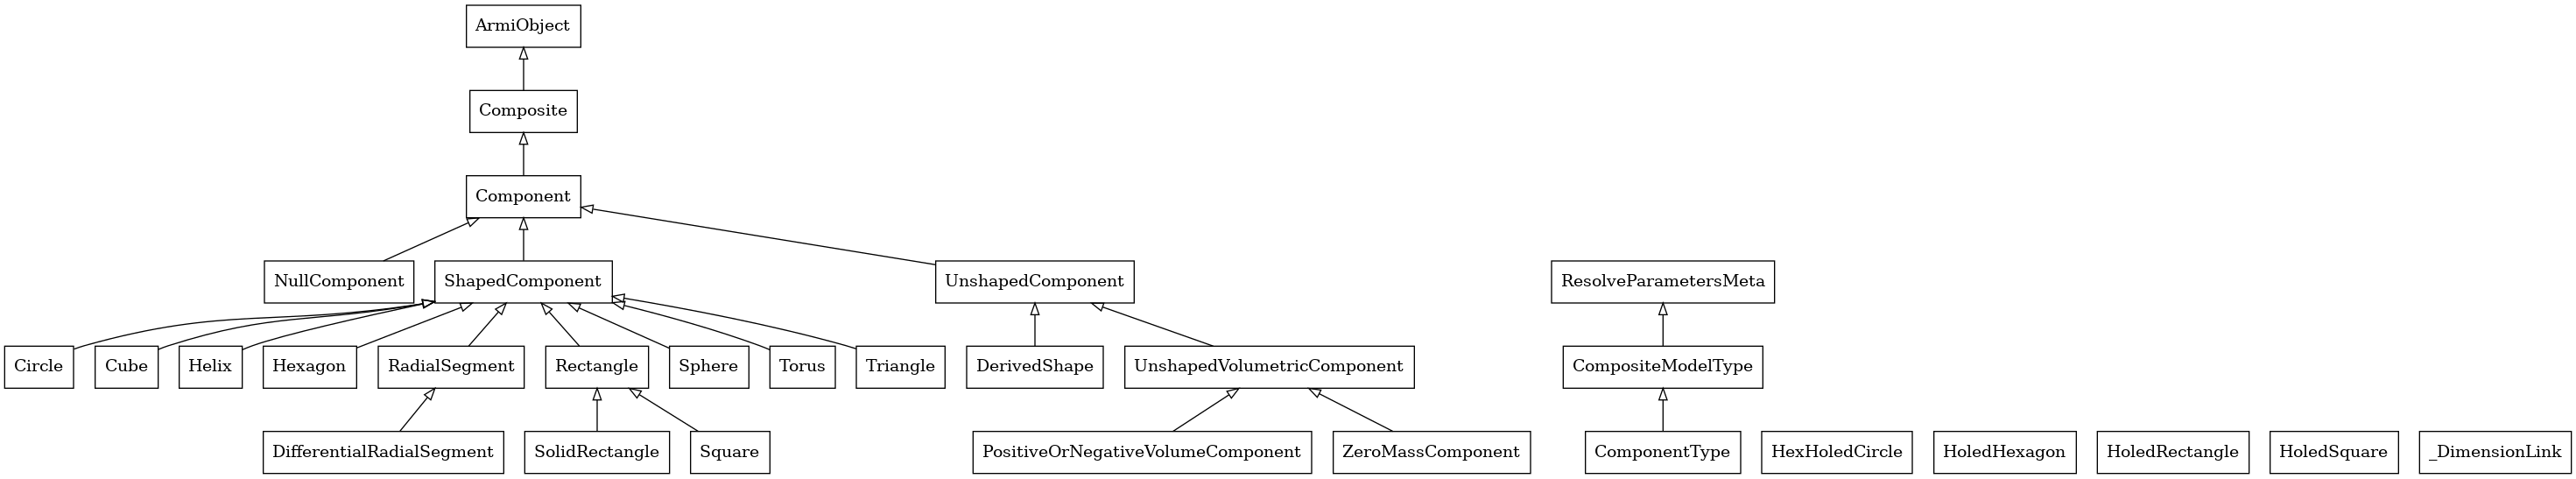 ArmiObject
Composite
Component
NullComponent
ShapedComponent
UnshapedComponent
ResolveParametersMeta
Circle
Cube
Helix
Hexagon
RadialSegment
Rectangle
Sphere
Torus
Triangle
DerivedShape
UnshapedVolumetricComponent
CompositeModelType
DifferentialRadialSegment
SolidRectangle
Square
PositiveOrNegativeVolumeComponent
ZeroMassComponent
ComponentType
HexHoledCircle
HoledHexagon
HoledRectangle
HoledSquare
_DimensionLink